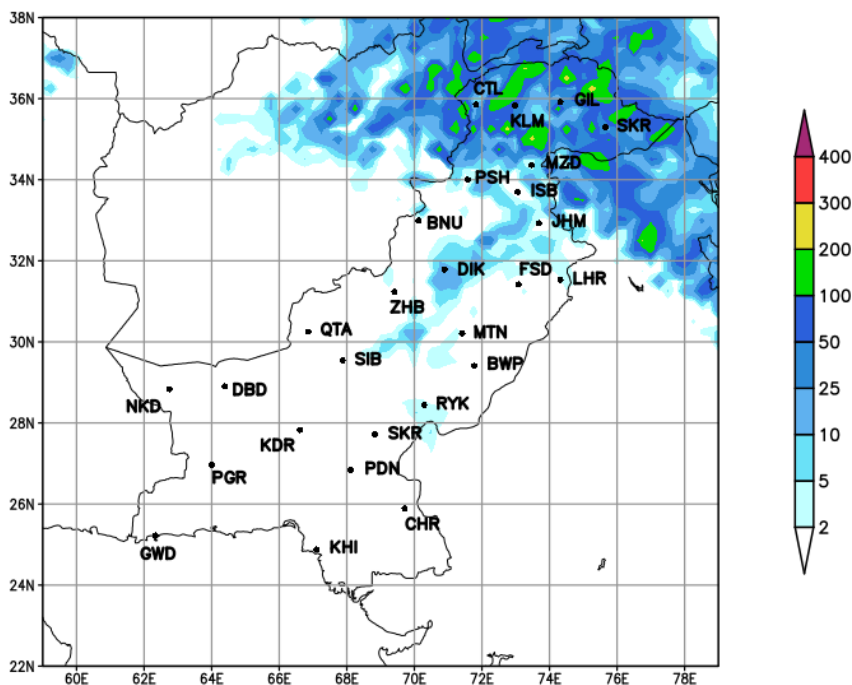 38N
36N
34N
32N
30N
28N
26N
24N
22N
60E 62E 64E 66E 68E 70E 72E 74E 76E 78E
CTL
GIL
KLM
SKR
MZD
PSH
ISB
BNU
JHM
DIK
FSD
LHR
ZHB
QTA
MTN
SIB
BWP
DBD
NKD
RYK
KDR
SKR
PDN
PGR
CHR
GWD
KHI
400
300
200
100
50
25
10
5
2